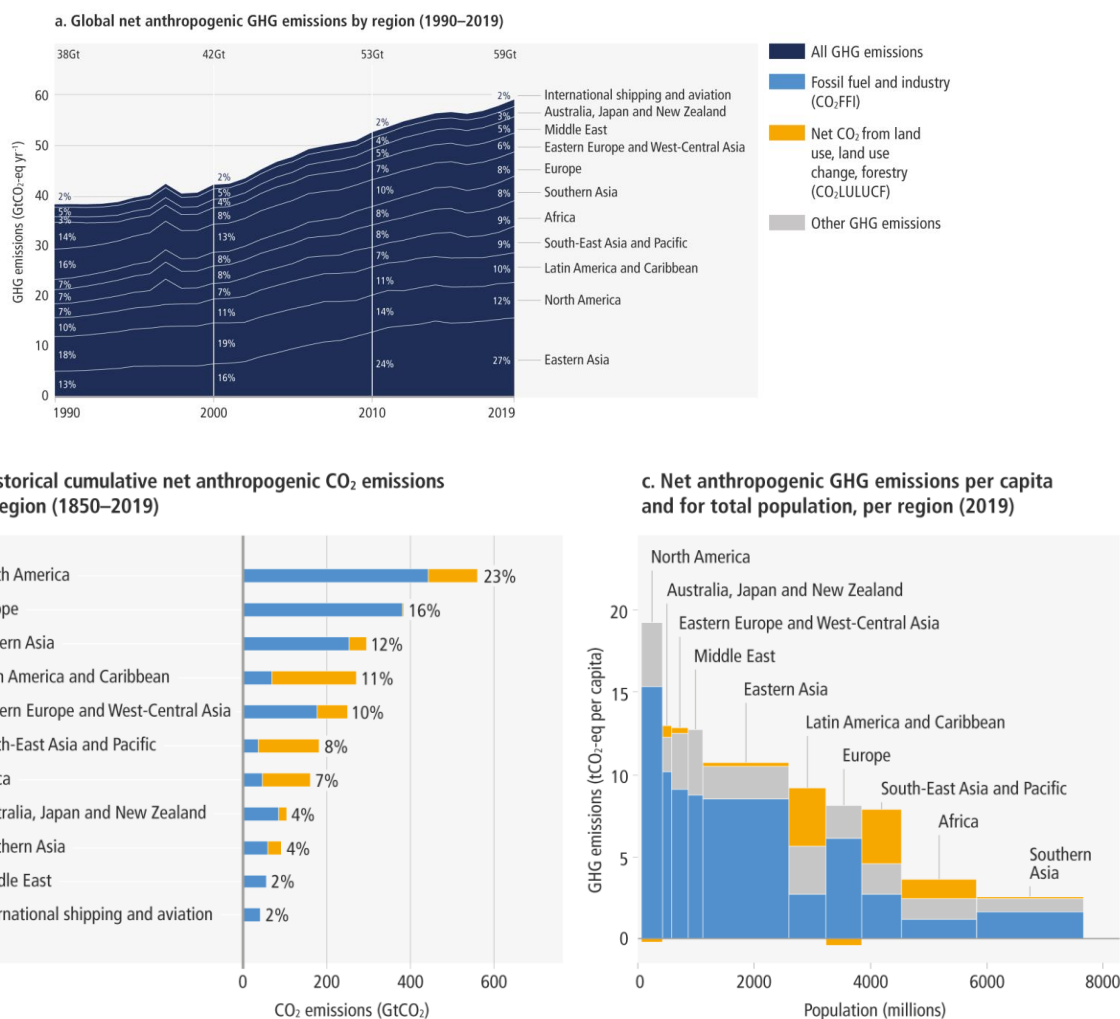 a. Global net anthropogenic GHG emissions by region (1990–2019)
38Gt 42Gt 53Gt 59Gt
GHG emissions (GtCO₂-eq yr⁻¹)
60
50
40
30
20
10
0
2%
5%
3%
14%
16%
7%
7%
7%
10%
18%
13%
2%
5%
4%
8%
13%
8%
8%
7%
11%
19%
16%
2%
4%
5%
7%
10%
8%
8%
7%
11%
14%
24%
2%
3%
5%
6%
8%
8%
9%
9%
10%
12%
27%
International shipping and aviation
Australia, Japan and New Zealand
Middle East
Eastern Europe and West-Central Asia
Europe
Southern Asia
Africa
South-East Asia and Pacific
Latin America and Caribbean
North America
Eastern Asia
1990 2000 2010 2019
All GHG emissions
Fossil fuel and industry
(CO₂FFI)
Net CO₂ from land
use, land use
change, forestry
(CO₂LULUCF)
Other GHG emissions
storical cumulative net anthropogenic CO₂ emissions
egion (1850–2019)
th America 23%
pe 16%
ern Asia 12%
n America and Caribbean 11%
ern Europe and West-Central Asia 10%
th-East Asia and Pacific 8%
ca 7%
tralia, Japan and New Zealand 4%
thern Asia 4%
dle East 2%
rnational shipping and aviation 2%
0 200 400 600
CO₂ emissions (GtCO₂)
c. Net anthropogenic GHG emissions per capita
and for total population, per region (2019)
GHG emissions (tCO₂-eq per capita)
20
15
10
5
0
North America
Australia, Japan and New Zealand
Eastern Europe and West-Central Asia
Middle East
Eastern Asia
Latin America and Caribbean
Europe
South-East Asia and Pacific
Africa
Southern
Asia
0 2000 4000 6000 8000
Population (millions)